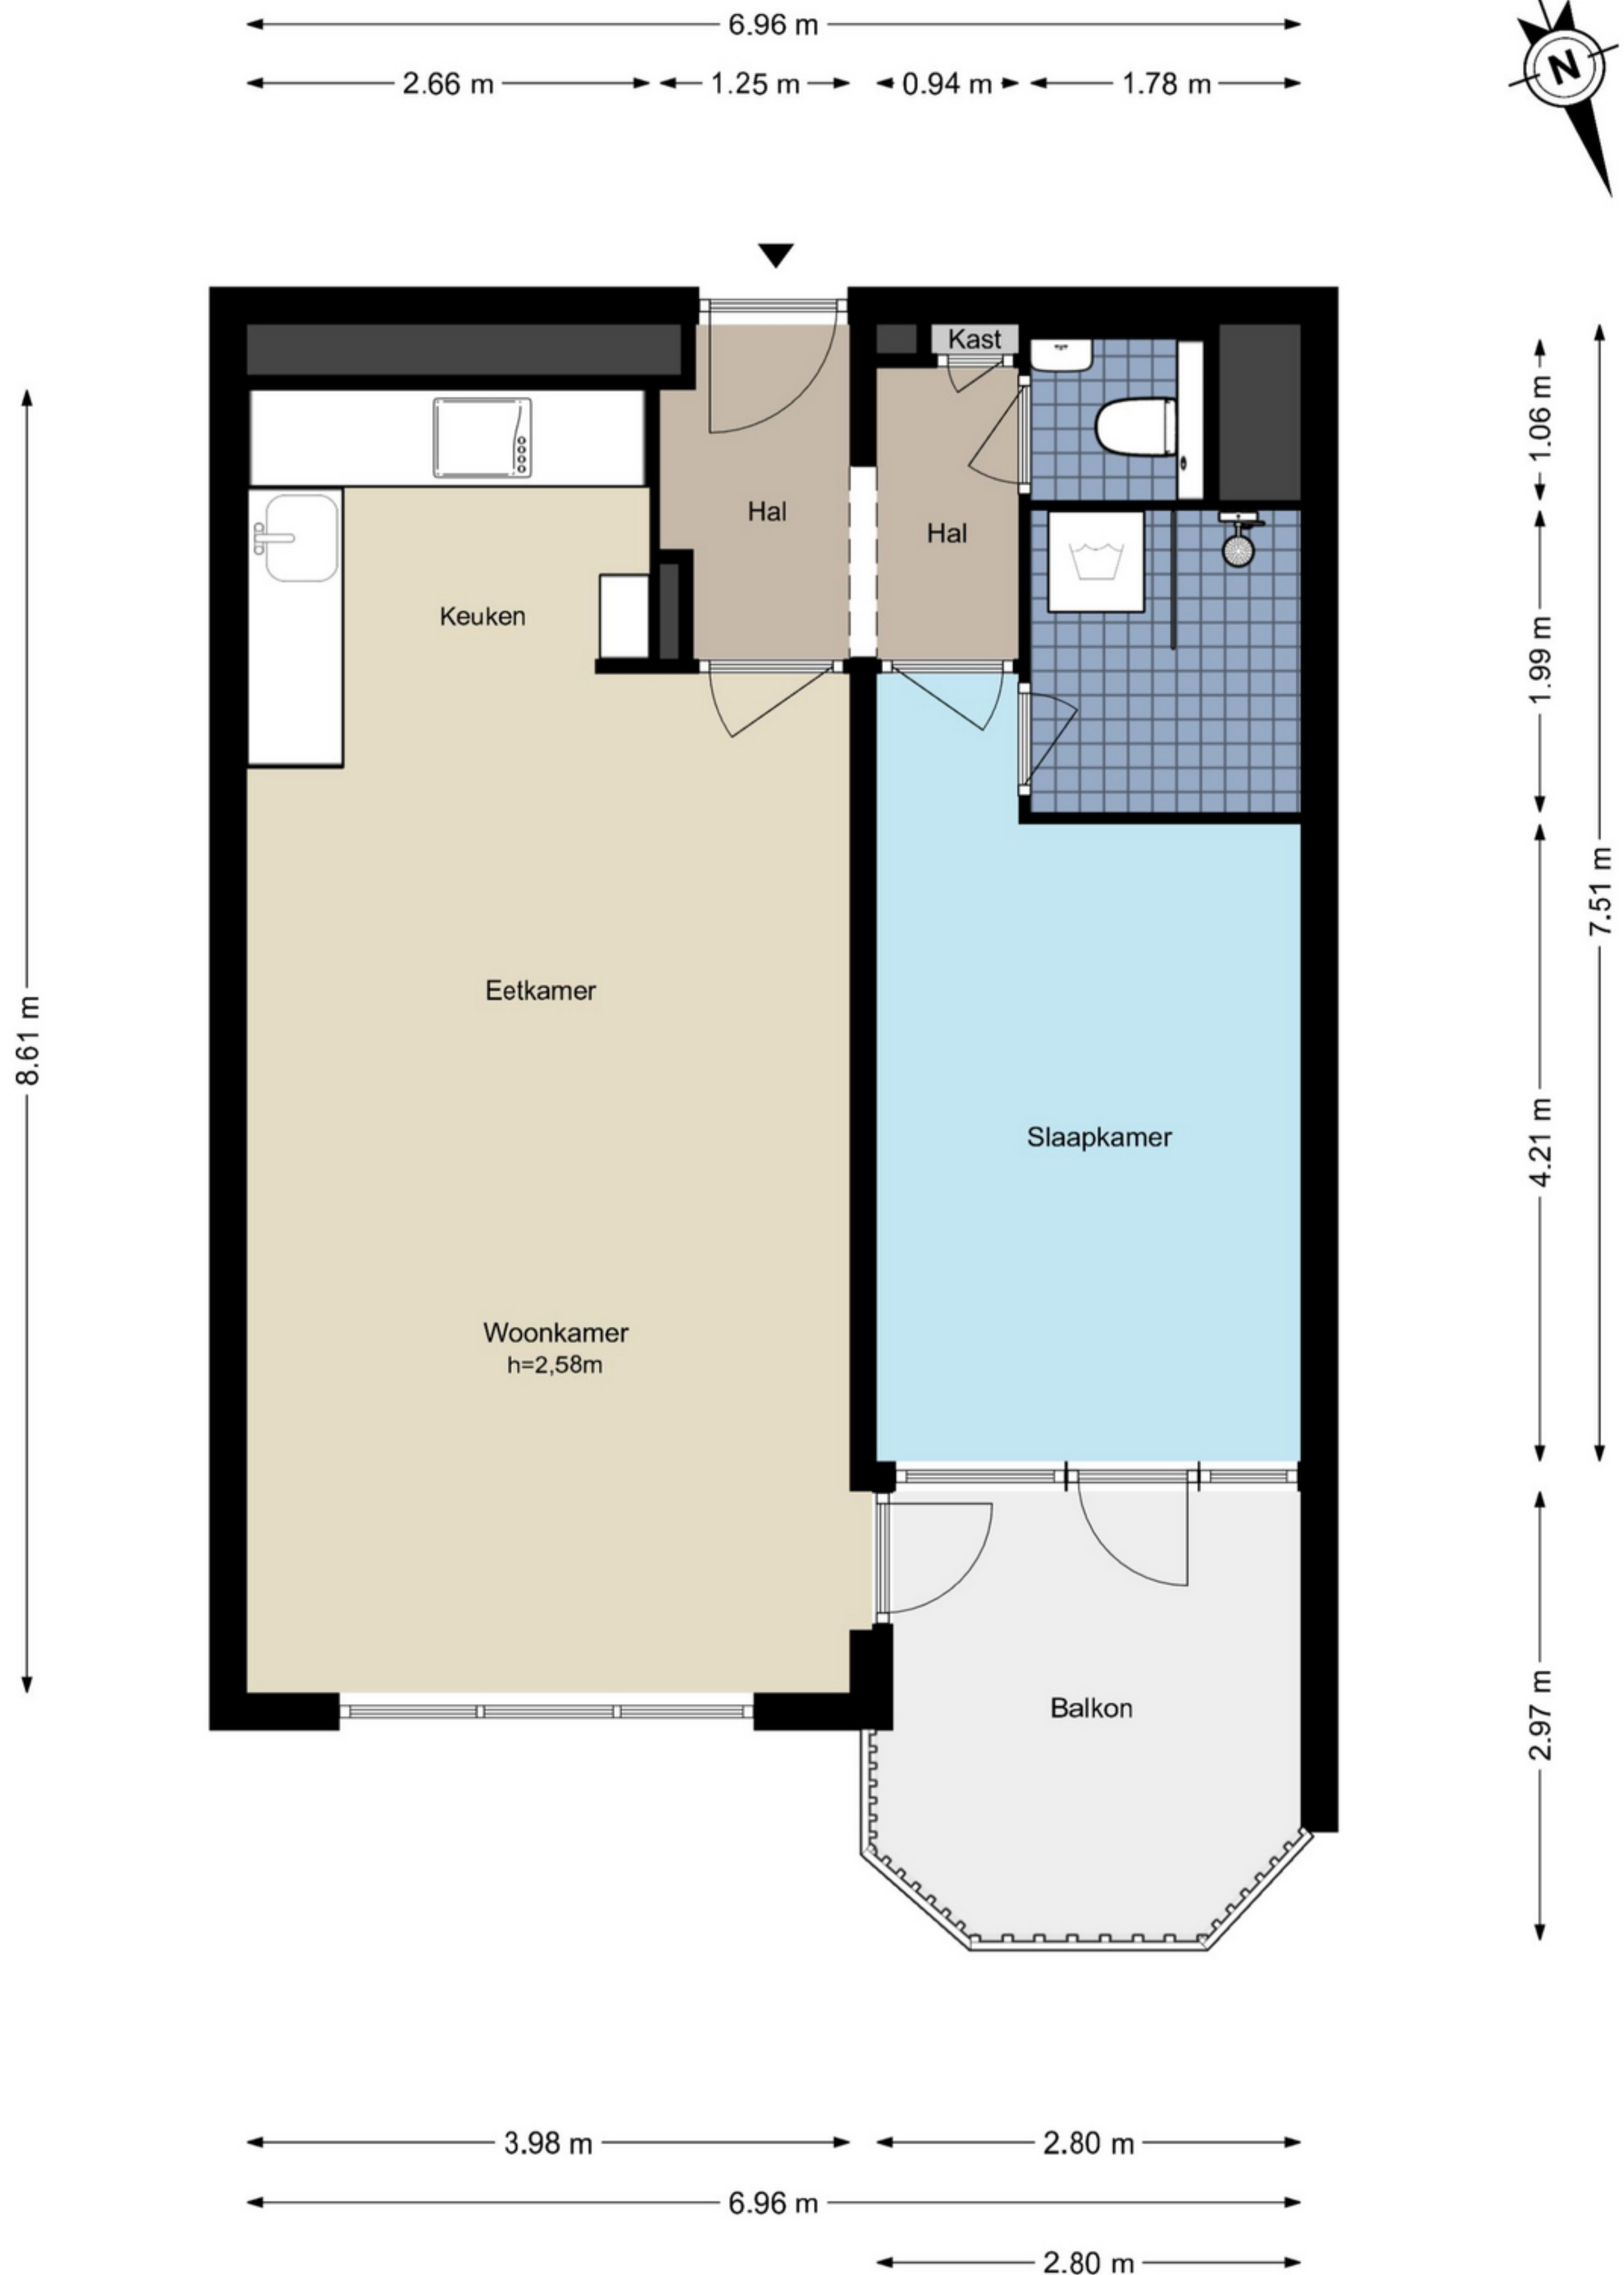 6.96 m
2.66 m
1.25 m
0.94 m
1.78 m
N
Kast
Hal
Hal
Keuken
Eetkamer
Slaapkamer
Woonkamer
h=2,58m
Balkon
8.61 m
1.06 m
1.99 m
4.21 m
7.51 m
2.97 m
3.98 m
2.80 m
6.96 m
2.80 m